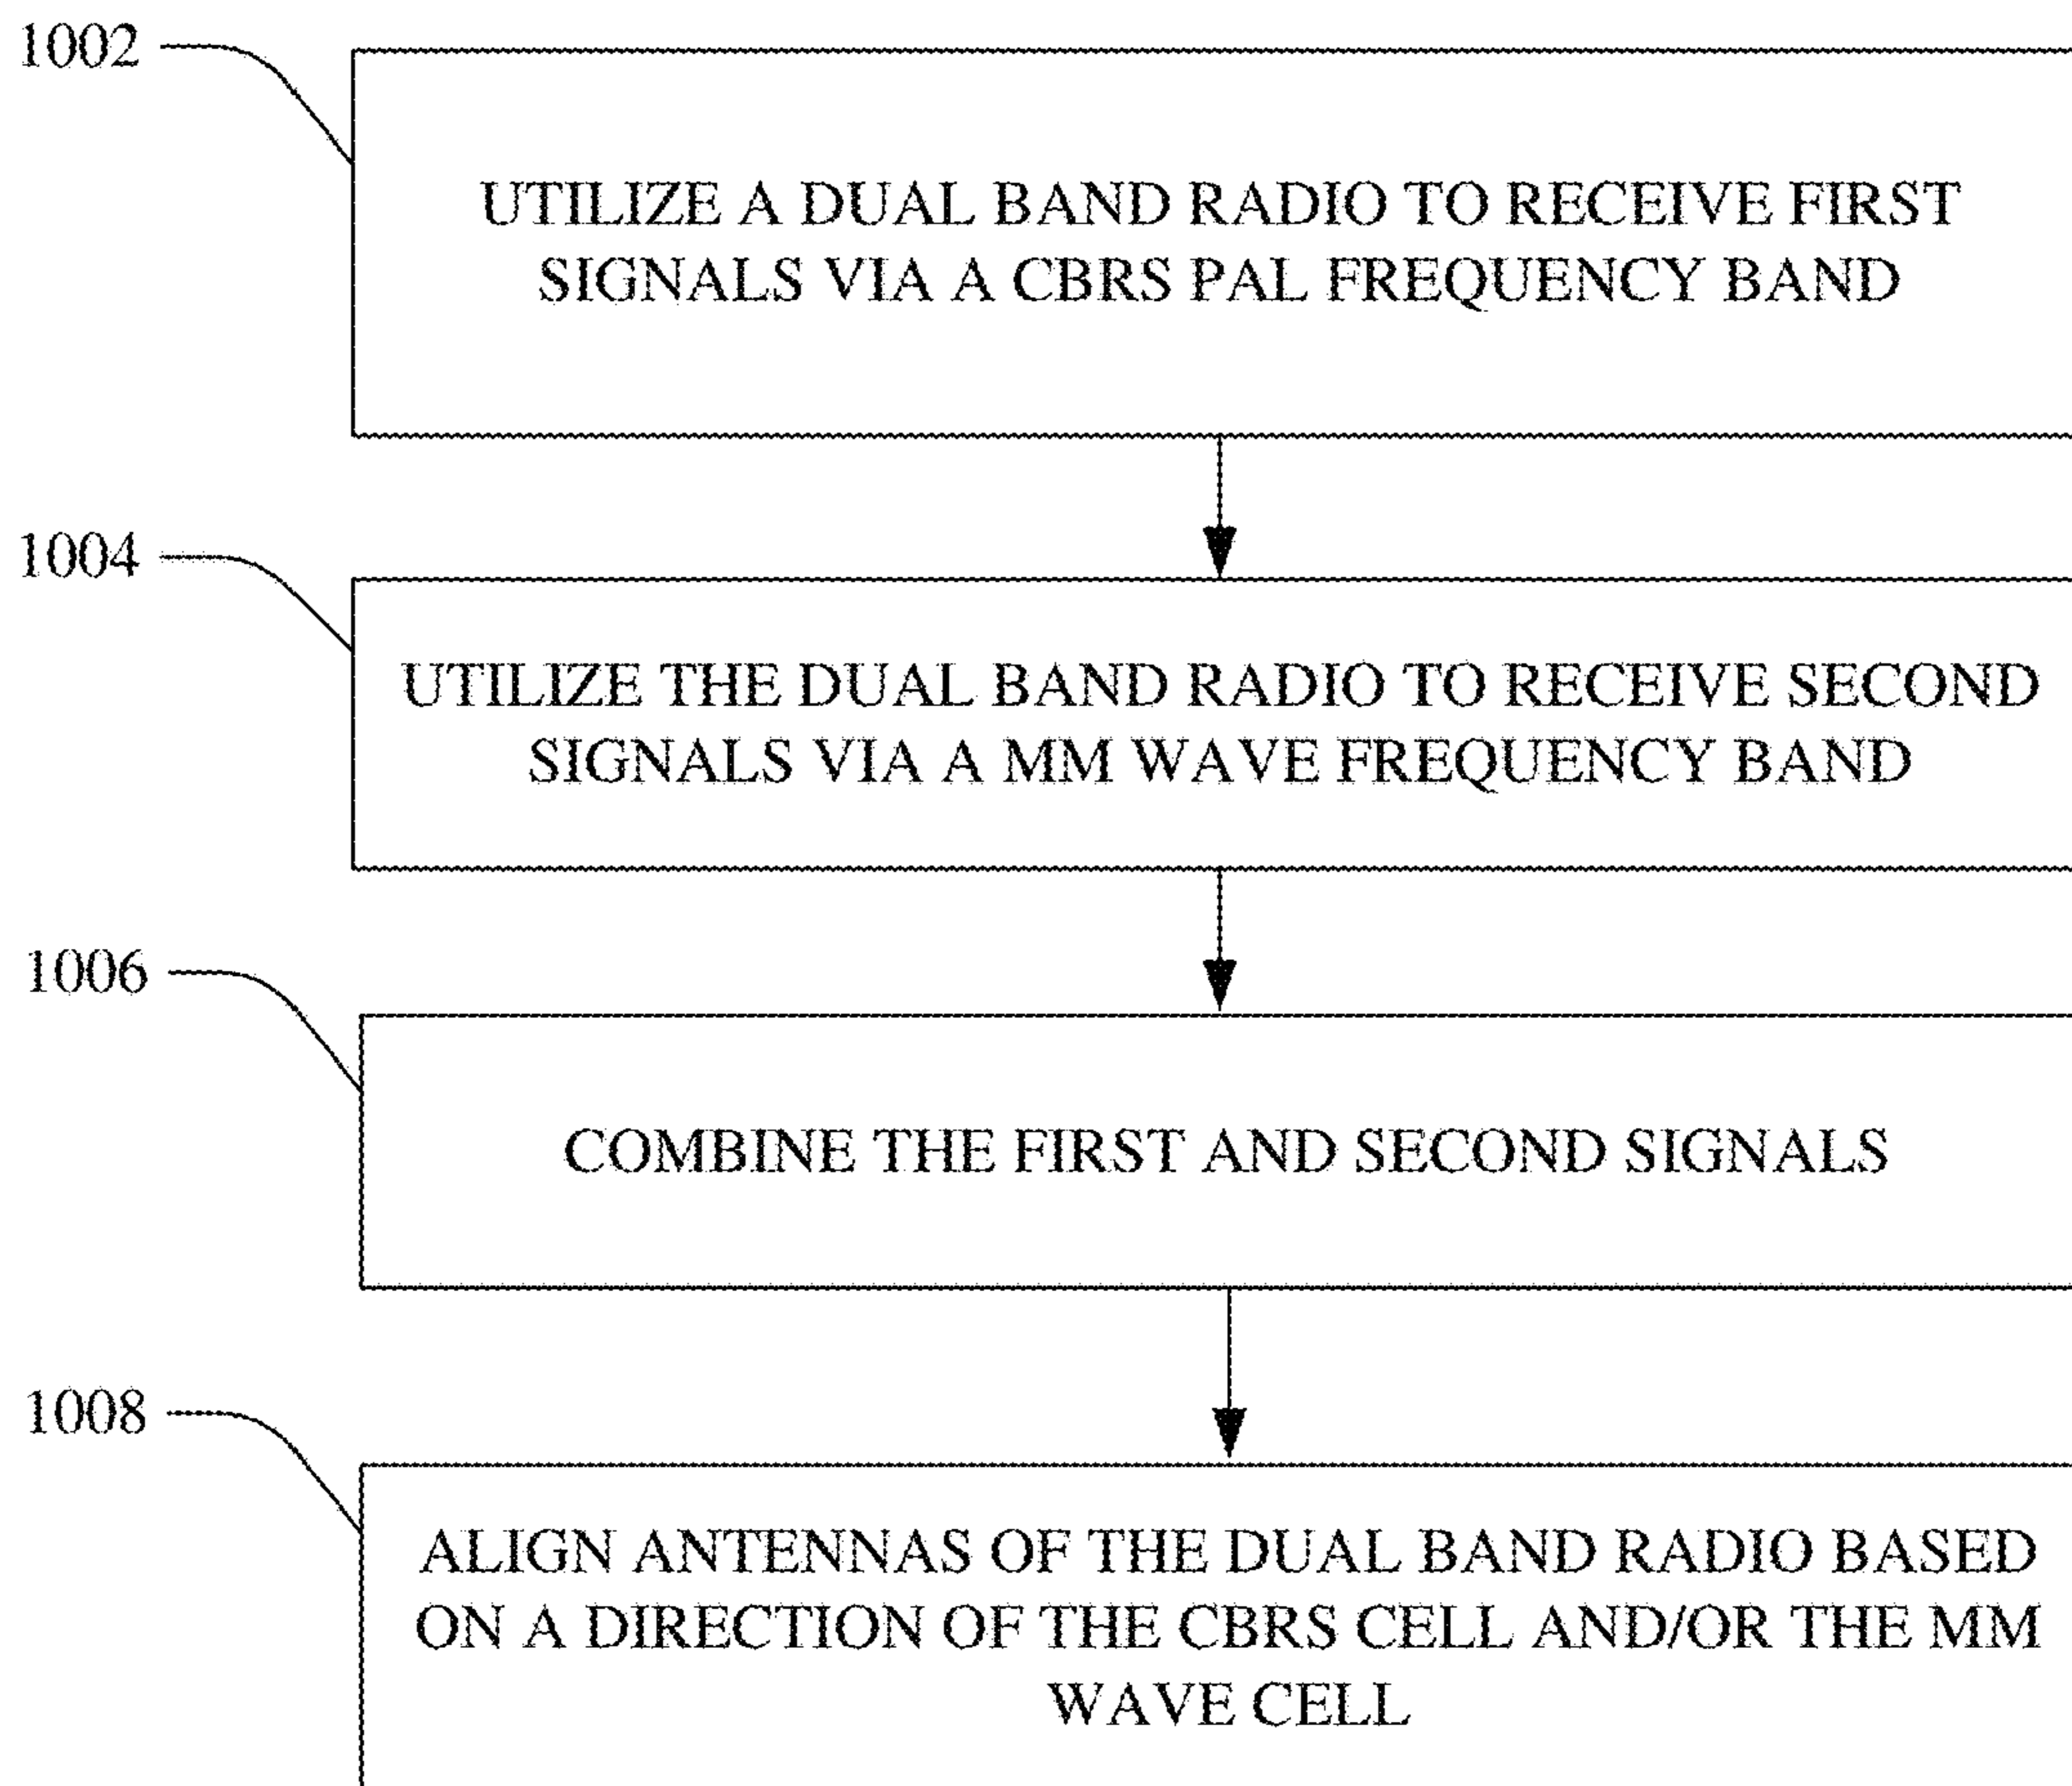 1002
UTILIZE A DUAL BAND RADIO TO RECEIVE FIRST
SIGNALS VIA A CBRS PAL FREQUENCY BAND
1004
UTILIZE THE DUAL BAND RADIO TO RECEIVE SECOND
SIGNALS VIA A MM WAVE FREQUENCY BAND
1006
COMBINE THE FIRST AND SECOND SIGNALS
1008
ALIGN ANTENNAS OF THE DUAL BAND RADIO BASED
ON A DIRECTION OF THE CBRS CELL AND/OR THE MM
WAVE CELL